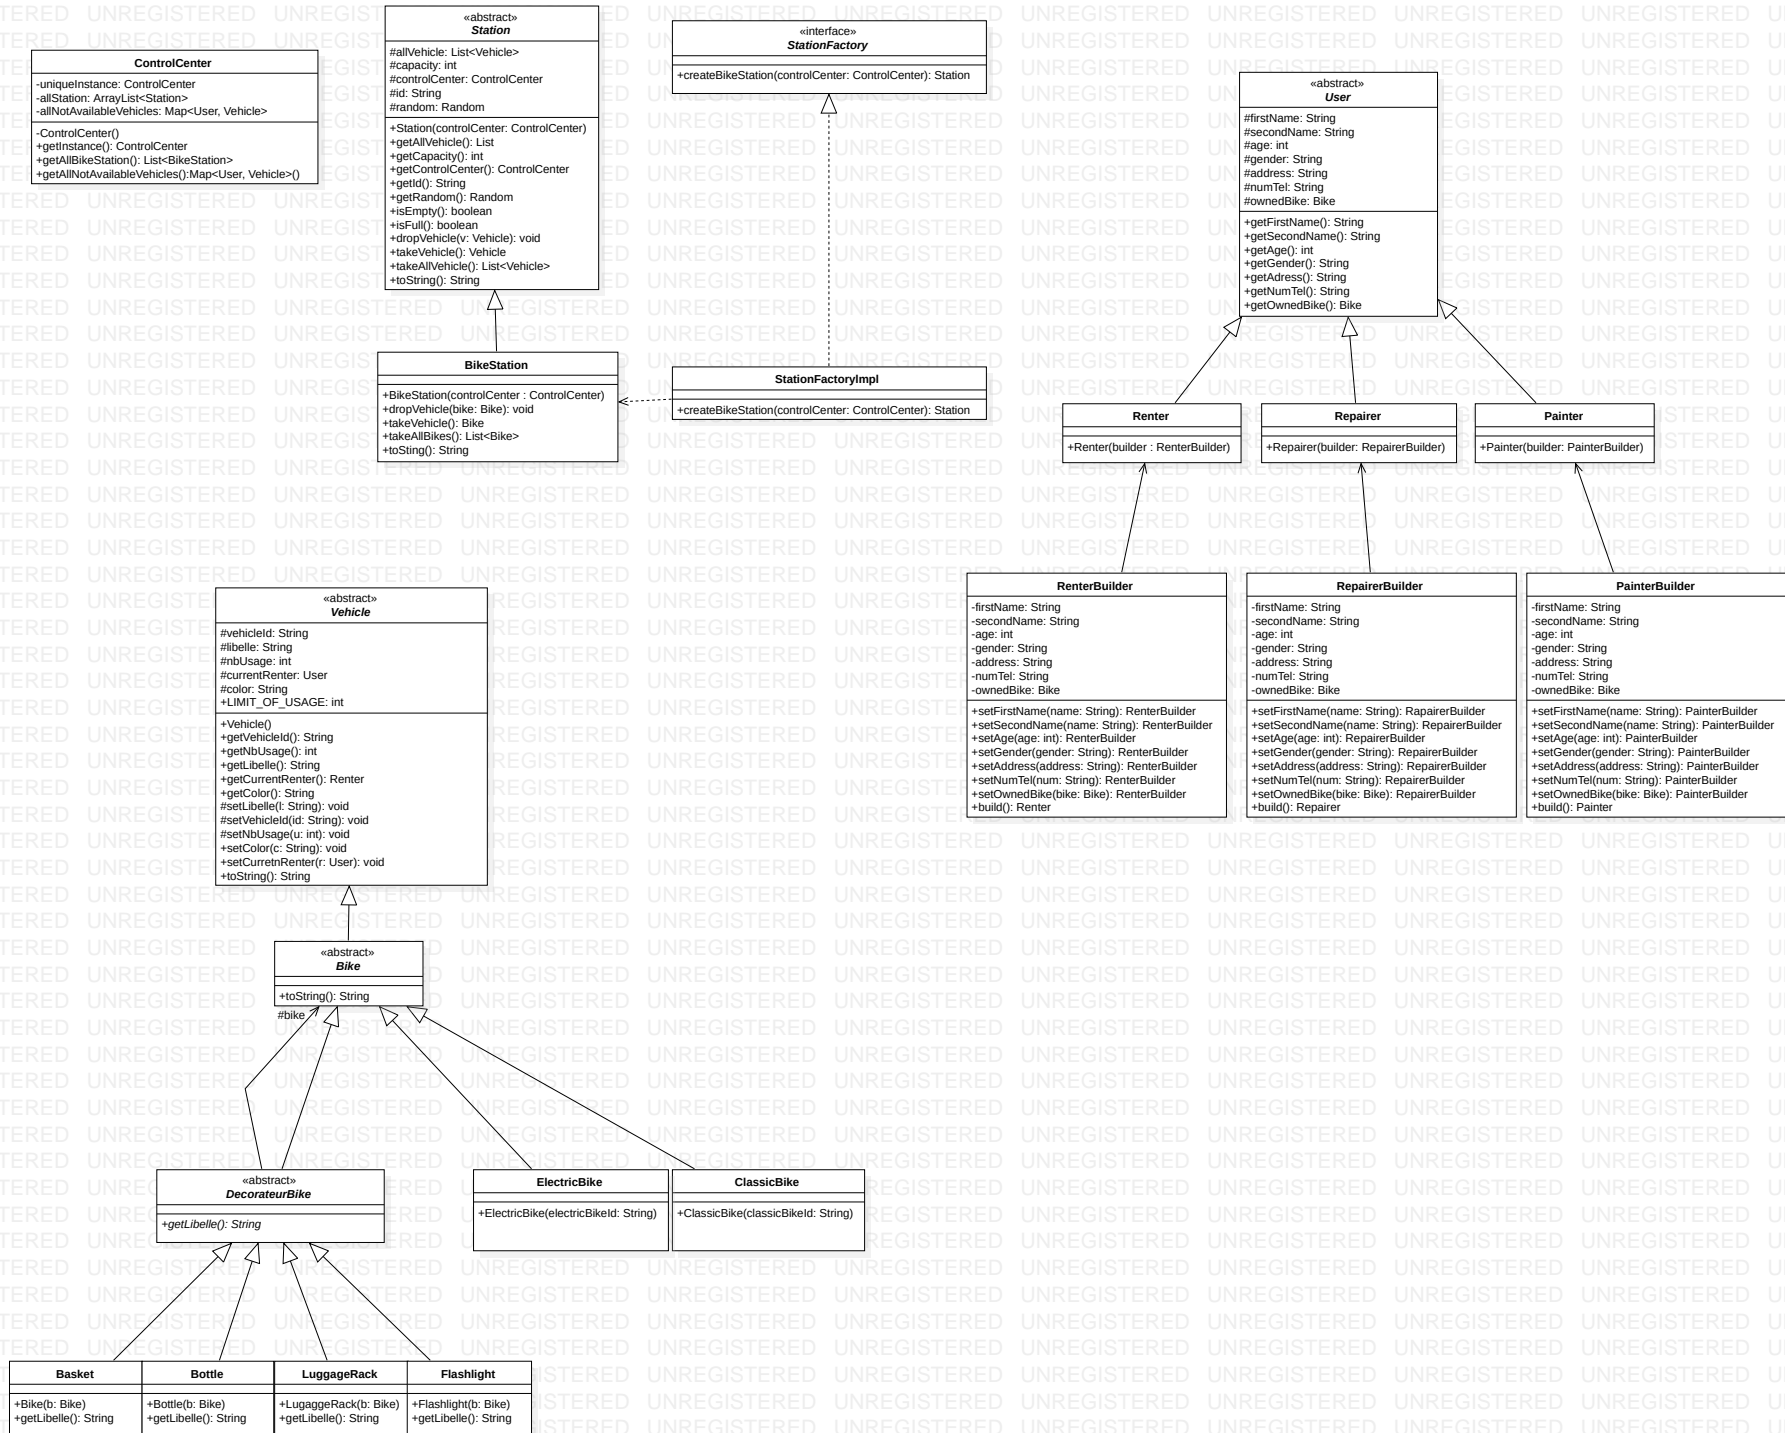 ControlCenter
-uniqueInstance: ControlCenter
-allStation: ArrayList<Station>
-allNotAvailableVehicles: Map<User, Vehicle>
-ControlCenter()
+getInstance(): ControlCenter
+getAllBikeStation(): List<BikeStation>
+getAllNotAvailableVehicles():Map<User, Vehicle>()
«abstract»
Station
#allVehicle: List<Vehicle>
#capacity: int
#controlCenter: ControlCenter
#id: String
#random: Random
+Station(controlCenter: ControlCenter)
+getAllVehicle(): List
+getCapacity(): int
+getControlCenter(): ControlCenter
+getId(): String
+getRandom(): Random
+isEmpty(): boolean
+isFull(): boolean
+dropVehicle(v: Vehicle): void
+takeVehicle(): Vehicle
+takeAllVehicle(): List<Vehicle>
+toString(): String
«interface»
StationFactory
+createBikeStation(controlCenter: ControlCenter): Station
«abstract»
User
#firstName: String
#secondName: String
#age: int
#gender: String
#address: String
#numTel: String
#ownedBike: Bike
+getFirstName(): String
+getSecondName(): String
+getAge(): int
+getGender(): String
+getAdress(): String
+getNumTel(): String
+getOwnedBike(): Bike
BikeStation
+BikeStation(controlCenter : ControlCenter)
+dropVehicle(bike: Bike): void
+takeVehicle(): Bike
+takeAllBikes(): List<Bike>
+toSting(): String
StationFactoryImpl
+createBikeStation(controlCenter: ControlCenter): Station
Renter
+Renter(builder : RenterBuilder)
Repairer
+Repairer(builder: RepairerBuilder)
Painter
+Painter(builder: PainterBuilder)
RenterBuilder
-firstName: String
-secondName: String
-age: int
-gender: String
-address: String
-numTel: String
-ownedBike: Bike
+setFirstName(name: String): RenterBuilder
+setSecondName(name: String): RenterBuilder
+setAge(age: int): RenterBuilder
+setGender(gender: String): RenterBuilder
+setAddress(address: String): RenterBuilder
+setNumTel(num: String): RenterBuilder
+setOwnedBike(bike: Bike): RenterBuilder
+build(): Renter
RepairerBuilder
-firstName: String
-secondName: String
-age: int
-gender: String
-address: String
-numTel: String
-ownedBike: Bike
+setFirstName(name: String): RapairerBuilder
+setSecondName(name: String): RepairerBuilder
+setAge(age: int): RepairerBuilder
+setGender(gender: String): RepairerBuilder
+setAddress(address: String): RepairerBuilder
+setNumTel(num: String): RepairerBuilder
+setOwnedBike(bike: Bike): RepairerBuilder
+build(): Repairer
PainterBuilder
-firstName: String
-secondName: String
-age: int
-gender: String
-address: String
-numTel: String
-ownedBike: Bike
+setFirstName(name: String): PainterBuilder
+setSecondName(name: String): PainterBuilder
+setAge(age: int): PainterBuilder
+setGender(gender: String): PainterBuilder
+setAddress(address: String): PainterBuilder
+setNumTel(num: String): PainterBuilder
+setOwnedBike(bike: Bike): PainterBuilder
+build(): Painter
«abstract»
Vehicle
#vehicleId: String
#libelle: String
#nbUsage: int
#currentRenter: User
#color: String
+LIMIT_OF_USAGE: int
+Vehicle()
+getVehicleId(): String
+getNbUsage(): int
+getLibelle(): String
+getCurrentRenter(): Renter
+getColor(): String
#setLibelle(l: String): void
#setVehicleId(id: String): void
#setNbUsage(u: int): void
+setColor(c: String): void
+setCurretnRenter(r: User): void
+toString(): String
«abstract»
Bike
+toString(): String
#bike
«abstract»
DecorateurBike
+getLibelle(): String
ElectricBike
+ElectricBike(electricBikeId: String)
ClassicBike
+ClassicBike(classicBikeId: String)
Basket
+Bike(b: Bike)
+getLibelle(): String
Bottle
+Bottle(b: Bike)
+getLibelle(): String
LuggageRack
+LugaggeRack(b: Bike)
+getLibelle(): String
Flashlight
+Flashlight(b: Bike)
+getLibelle(): String